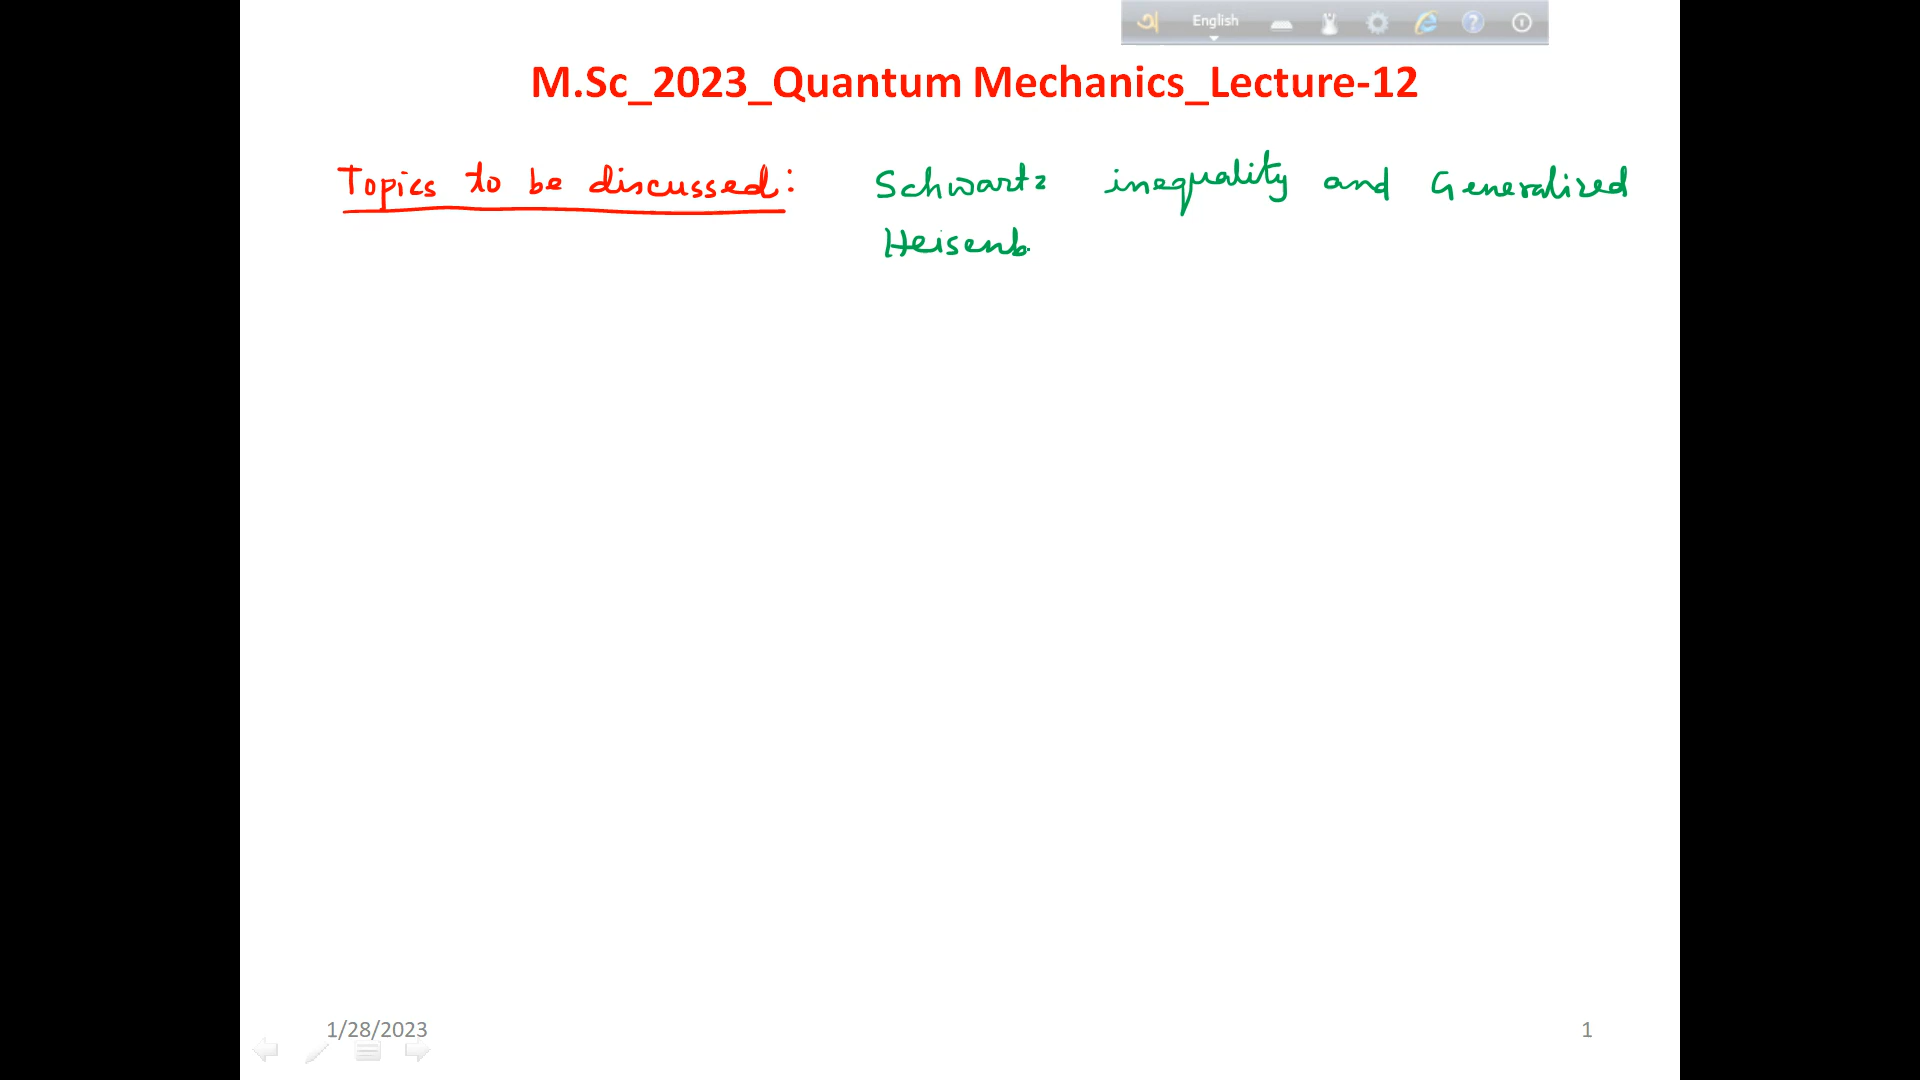 অ English
M.Sc_2023_Quantum Mechanics_Lecture-12
Topics to be discussed: Schwartz inequality and Generalized
Heisenb
1/28/2023
1